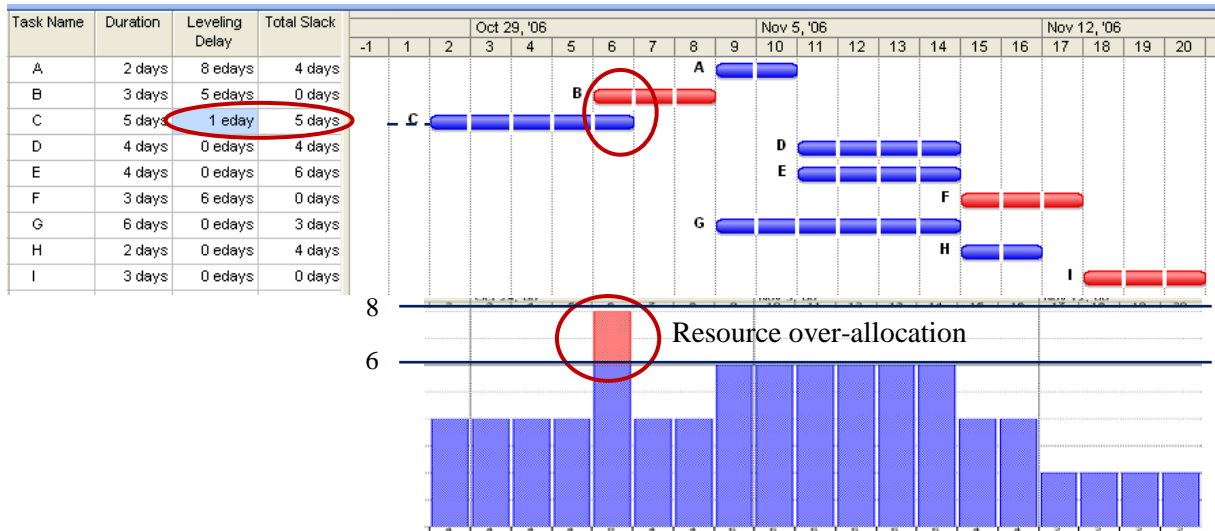 Task Name Duration Leveling Delay Total Slack
Oct 29, '06 Nov 5, '06 Nov 12, '06
-1 1 2 3 4 5 6 7 8 9 10 11 12 13 14 15 16 17 18 19 20
A 2 days 8 edays 4 days A
B 3 days 5 edays 0 days B
C 5 days 1 eday 5 days C
D 4 days 0 edays 4 days D
E 4 days 0 edays 6 days E
F 3 days 6 edays 0 days F
G 6 days 0 edays 3 days G
H 2 days 0 edays 4 days H
I 3 days 0 edays 0 days I
8
Resource over-allocation
6